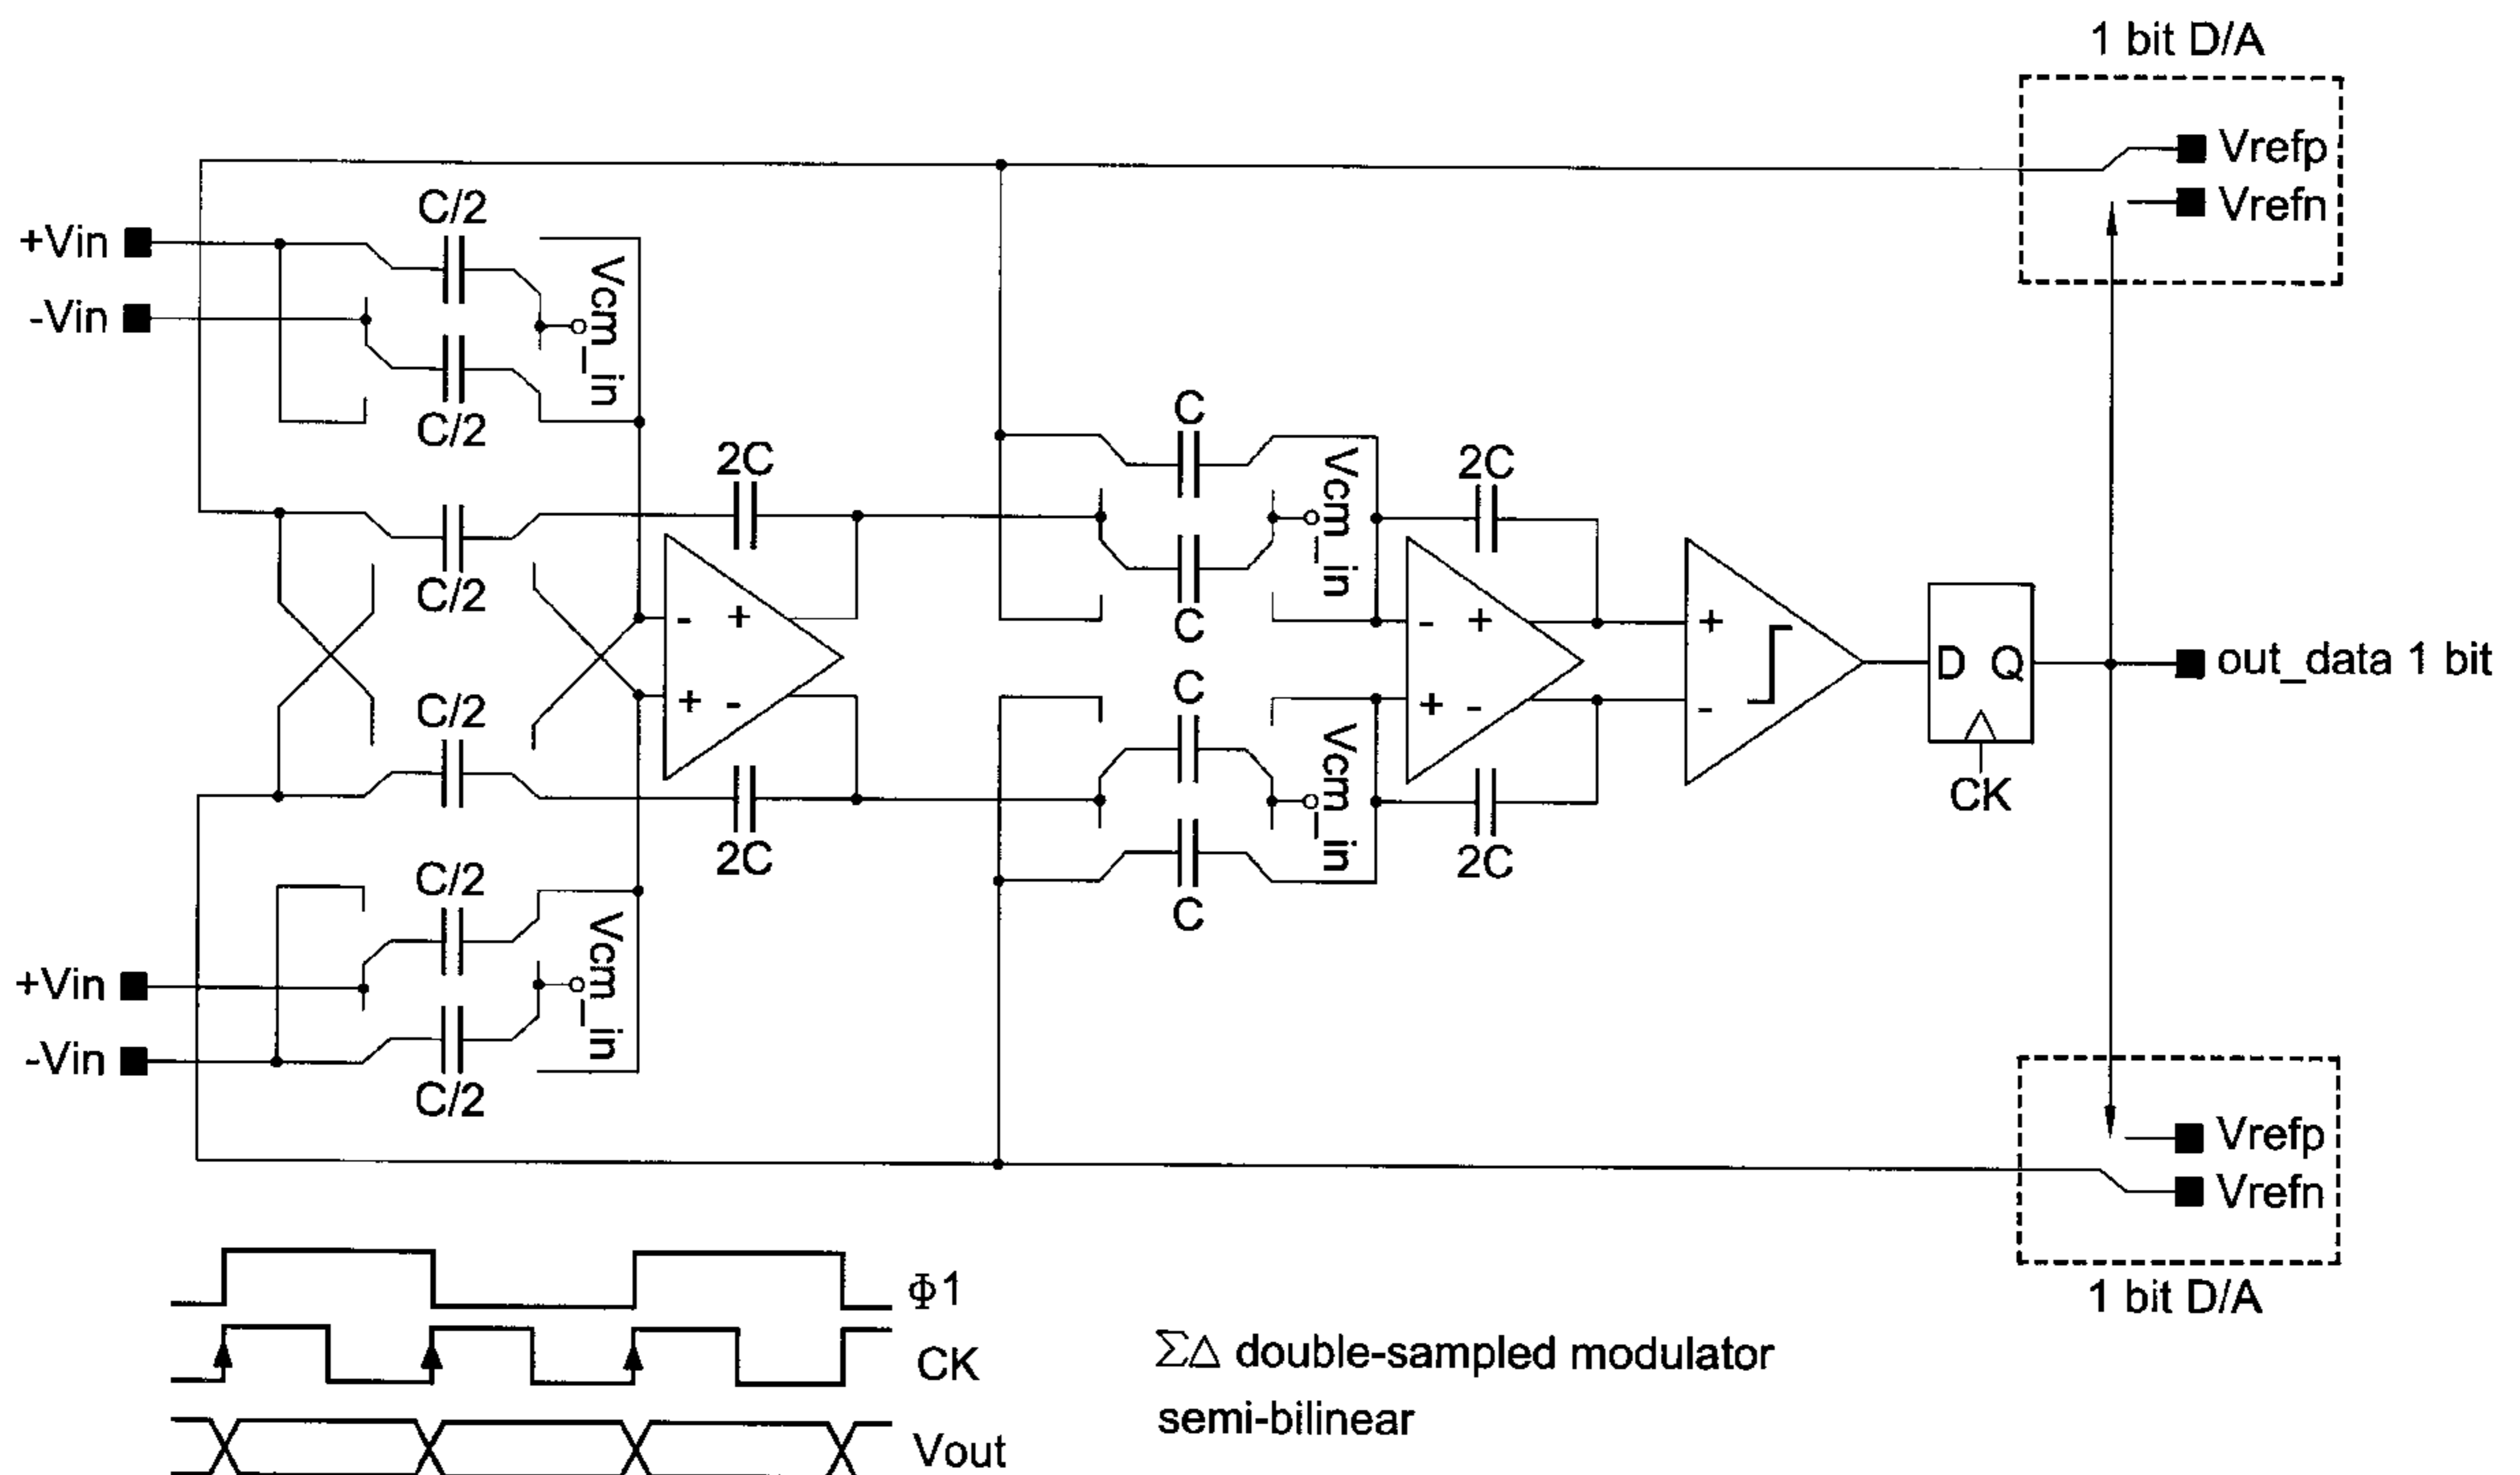 1 bit D/A
Vrefp
Vrefn
+Vin
-Vin
C/2
Vcm_in
C/2
C/2
2C
- +
+ -
C/2
2C
C
Vcm_in
C
2C
- +
+ -
C
Vcm_in
C
2C
+
-
D Q
CK
out_data 1 bit
C/2
+Vin
-Vin
Vcm_in
C/2
Vrefp
Vrefn
1 bit D/A
Φ1
CK
Vout
ΣΔ double-sampled modulator
semi-bilinear